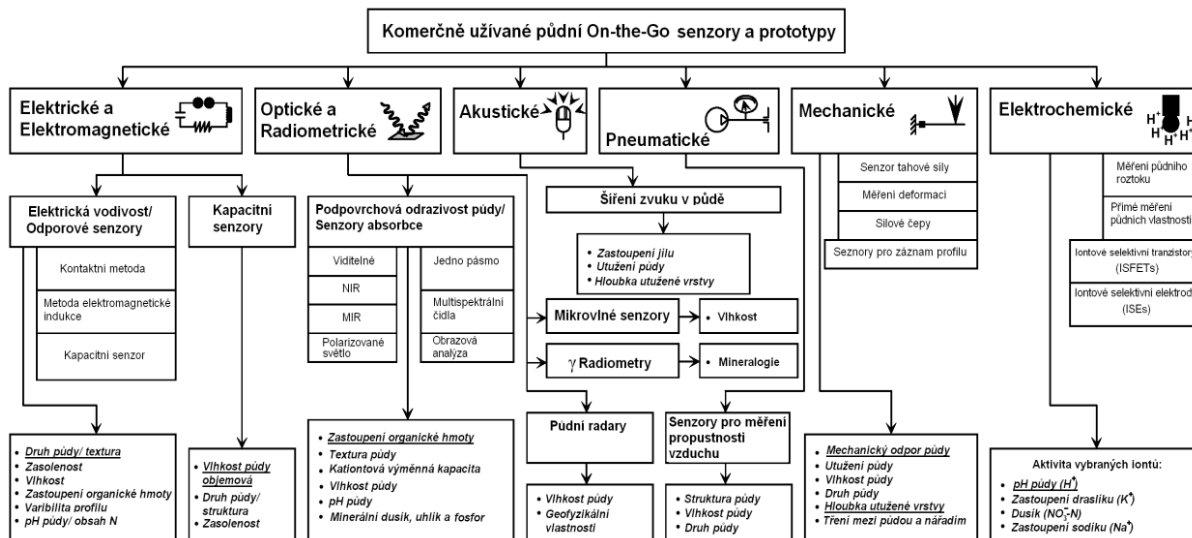 Komerčně užívané půdní On-the-Go senzory a prototypy
Elektrické a
Elektromagnetické
Optické a
Radiometrické
Akustické
Pneumatické
Mechanické
Elektrochemické
H⁺
H⁺
H⁺
H⁺
H⁺
Elektrická vodivost/
Odporové senzory
Kontaktní metoda
Metoda elektromagnetické
indukce
Kapacitní senzor
Kapacitní
senzory
Podpovrchová odrazivost půdy/
Senzory absorbce
Viditelné
NIR
MIR
Polarizované
světlo
Jedno pásmo
Multispektrální
čidla
Obrazová
analýza
Šíření zvuku v půdě
• Zastoupení jílu
• Utužení půdy
• Hloubka utužené vrstvy
Mikrovlné senzory
• Vlhkost
γ Radiometry
• Mineralogie
Senzor tahové síly
Měření deformací
Silové čepy
Seznory pro záznam profilu
Měření půdního
roztoku
Přímé měření
půdních vlastností
Iontové selektivní tranzistory
(ISFETs)
Iontové selektivní elektrod
(ISEs)
Půdní radary
Senzory pro měření
propustnosti
vzduchu
• Druh půdy/ textura
• Zasolenost
• Vlhkost
• Zastoupení organické hmoty
• Varibilita profilu
• pH půdy/ obsah N
• Vlhkost půdy
objemová
• Druh půdy/
struktura
• Zasolenost
• Zastoupení organické hmoty
• Textura půdy
• Kationtová výměnná kapacita
• Vlhkost půdy
• pH půdy
• Minerální dusík, uhlík a fosfor
• Vlhkost půdy
• Geofyzikální
vlastnosti
• Struktura půdy
• Vlhkost půdy
• Druh půdy
• Mechanický odpor půdy
• Utužení půdy
• Vlhkost půdy
• Druh půdy
• Hloubka utužené vrstvy
• Tření mezi půdou a nářadím
Aktivita vybraných iontů:
• pH půdy (H⁺)
• Zastoupení draslíku (K⁺)
• Dusík (NO₃⁻-N)
• Zastoupení sodíku (Na⁺)